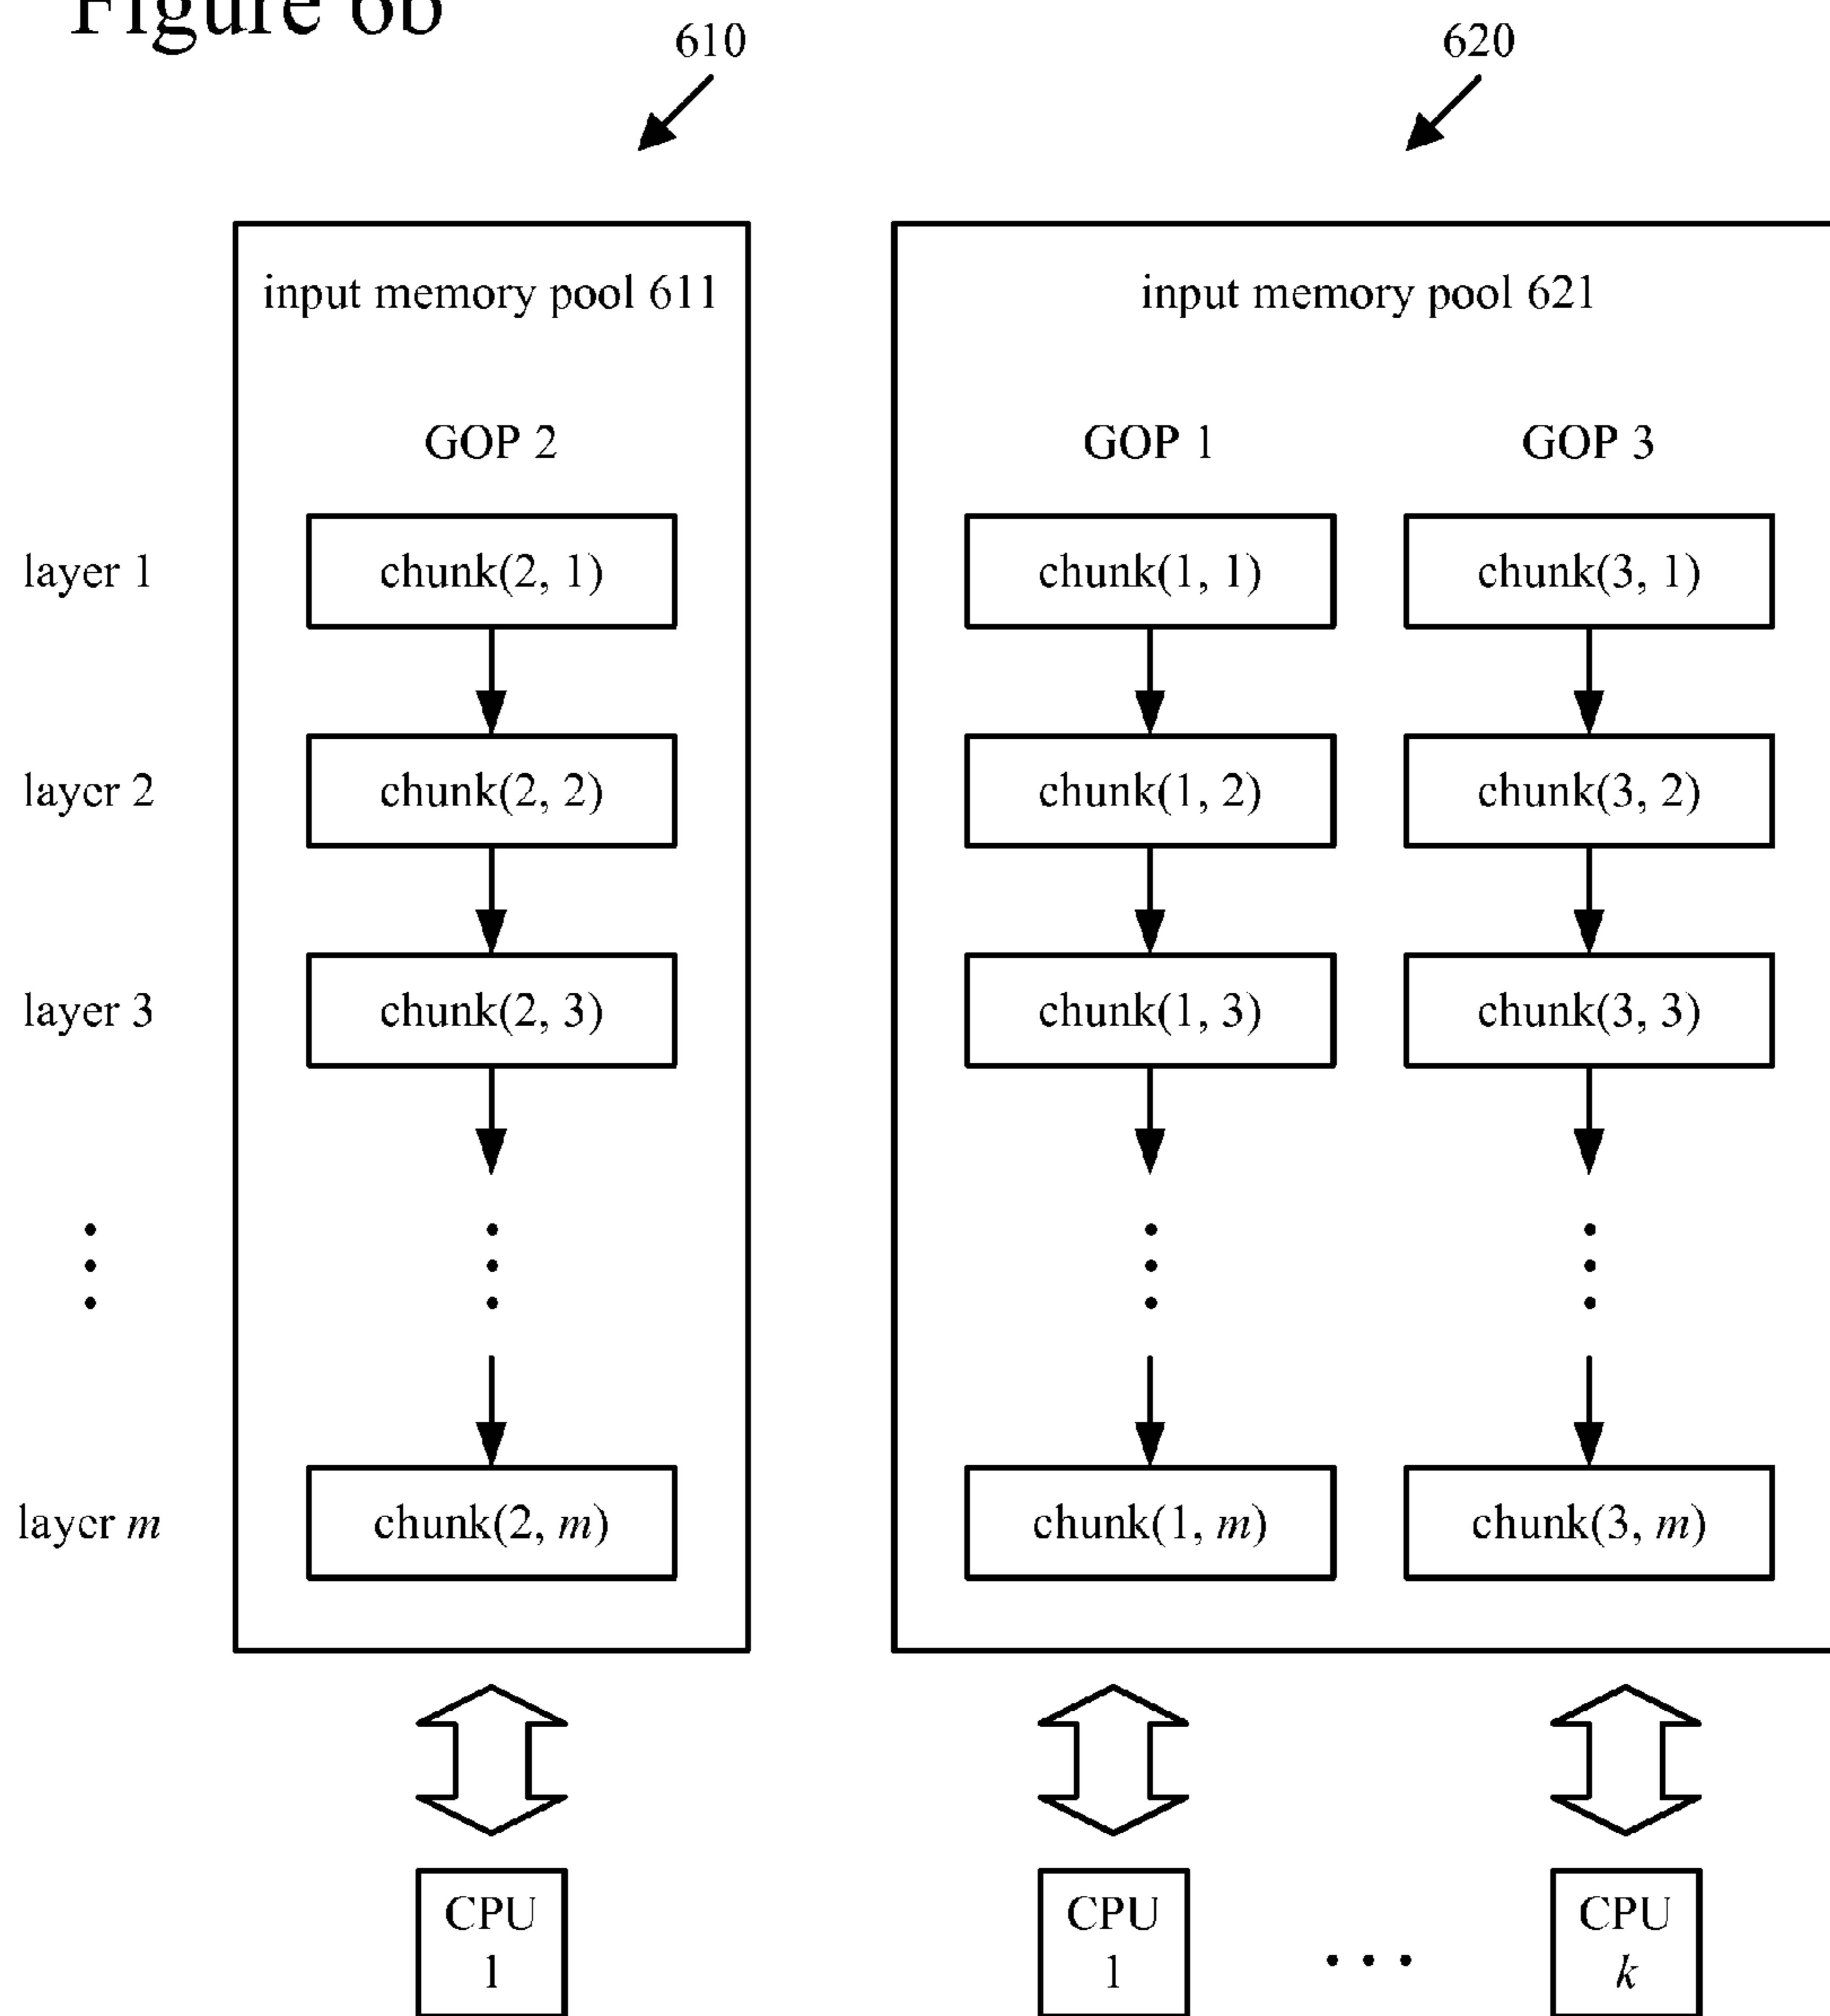 Figure 6b
610 620
input memory pool 611 input memory pool 621
GOP 2 GOP 1 GOP 3
layer 1 chunk(2, 1) chunk(1, 1) chunk(3, 1)
layer 2 chunk(2, 2) chunk(1, 2) chunk(3, 2)
layer 3 chunk(2, 3) chunk(1, 3) chunk(3, 3)
layer m chunk(2, m) chunk(1, m) chunk(3, m)
CPU CPU CPU
1 1 ... k